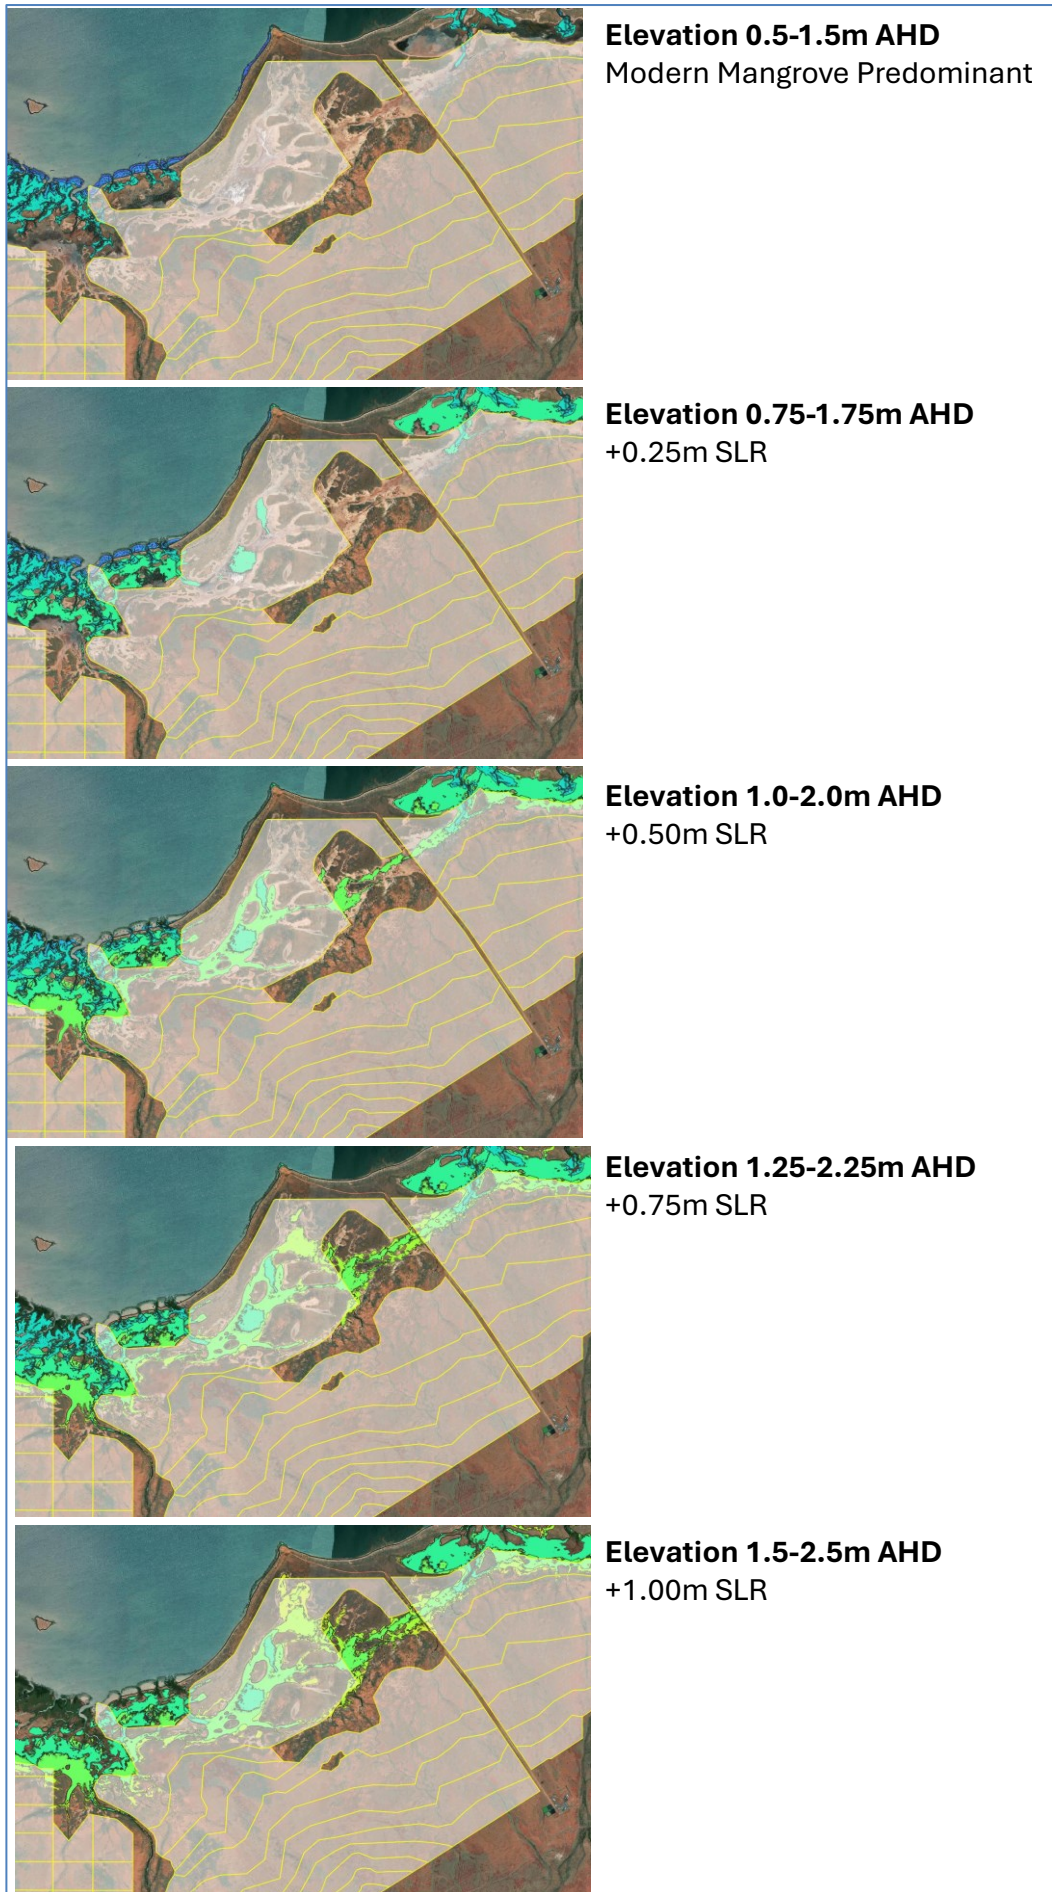 Elevation 0.5-1.5m AHD
Modern Mangrove Predominant
Elevation 0.75-1.75m AHD
+0.25m SLR
Elevation 1.0-2.0m AHD
+0.50m SLR
Elevation 1.25-2.25m AHD
+0.75m SLR
Elevation 1.5-2.5m AHD
+1.00m SLR